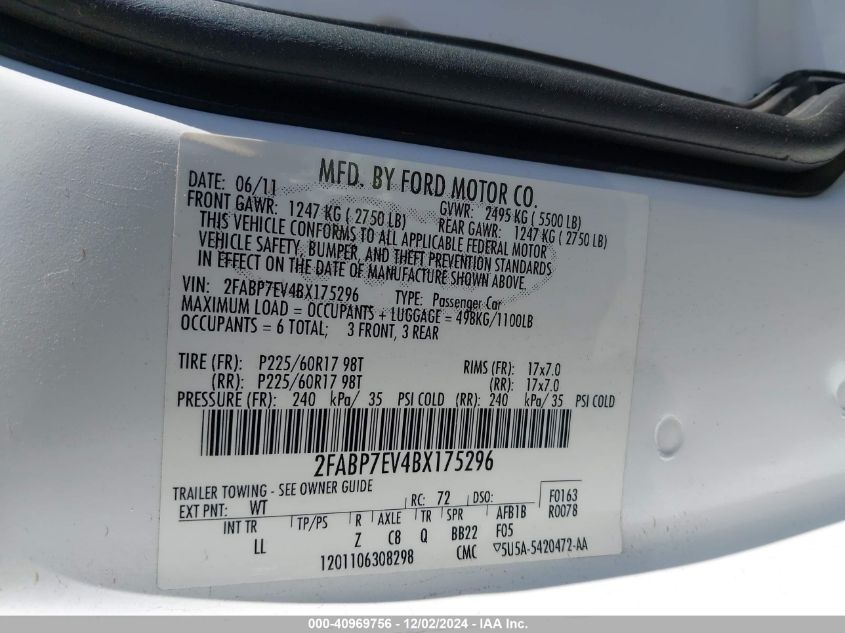 MFD. BY FORD MOTOR CO.
DATE: 06/11 GVWR: 2495 KG ( 5500 LB)
FRONT GAWR: 1247 KG ( 2750 LB) REAR GAWR: 1247 KG ( 2750 LB)
THIS VEHICLE CONFORMS TO ALL APPLICABLE FEDERAL MOTOR
VEHICLE SAFETY, BUMPER, AND THEFT PREVENTION STANDARDS
IN EFFECT ON THE DATE OF MANUFACTURE SHOWN ABOVE.
VIN: 2FABP7EV4BX175296 TYPE: Passenger Car
MAXIMUM LOAD = OCCUPANTS + LUGGAGE = 498KG/1100LB
OCCUPANTS = 6 TOTAL; 3 FRONT, 3 REAR
TIRE (FR): P225/60R17 98T RIMS (FR): 17x7.0
(RR): P225/60R17 98T (RR): 17x7.0
PRESSURE (FR): 240 kPa/ 35 PSI COLD (RR): 240 kPa/ 35 PSI COLD
2FABP7EV4BX175296
TRAILER TOWING - SEE OWNER GUIDE
EXT PNT: WT RC: 72 DSO: F0163
INT TR TP/PS R AXLE TR SPR AFB1B R0078
LL Z C8 Q BB22 F05
1201106308298 CMC ▽5U5A-5420472-AA
000-40969756 - 12/02/2024 - IAAI.COM